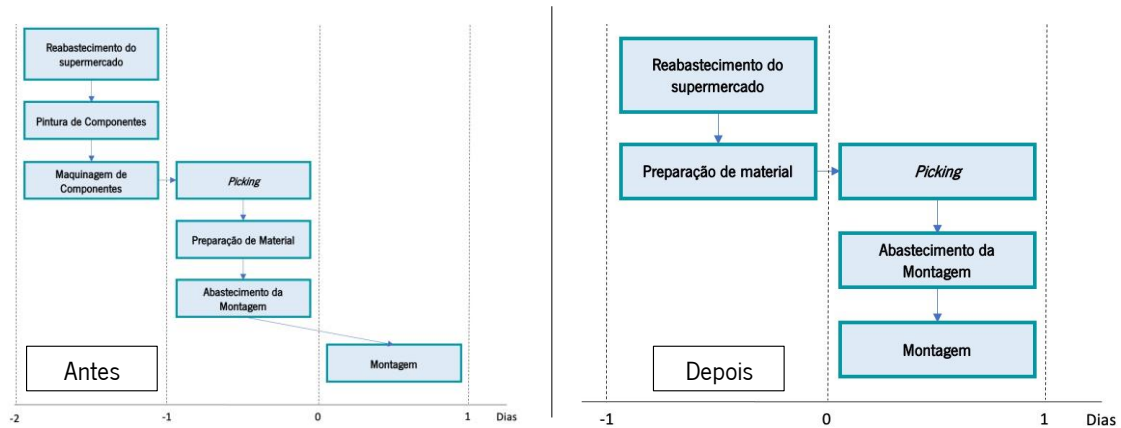 Reabastecimento do
supermercado
Pintura de Componentes
Maquinagem de
Componentes
Picking
Preparação de Material
Abastecimento da
Montagem
Montagem
Antes
-2
-1
0
1
Dias
Reabastecimento do
supermercado
Preparação de material
Picking
Abastecimento da
Montagem
Montagem
Depois
-1
0
1
Dias